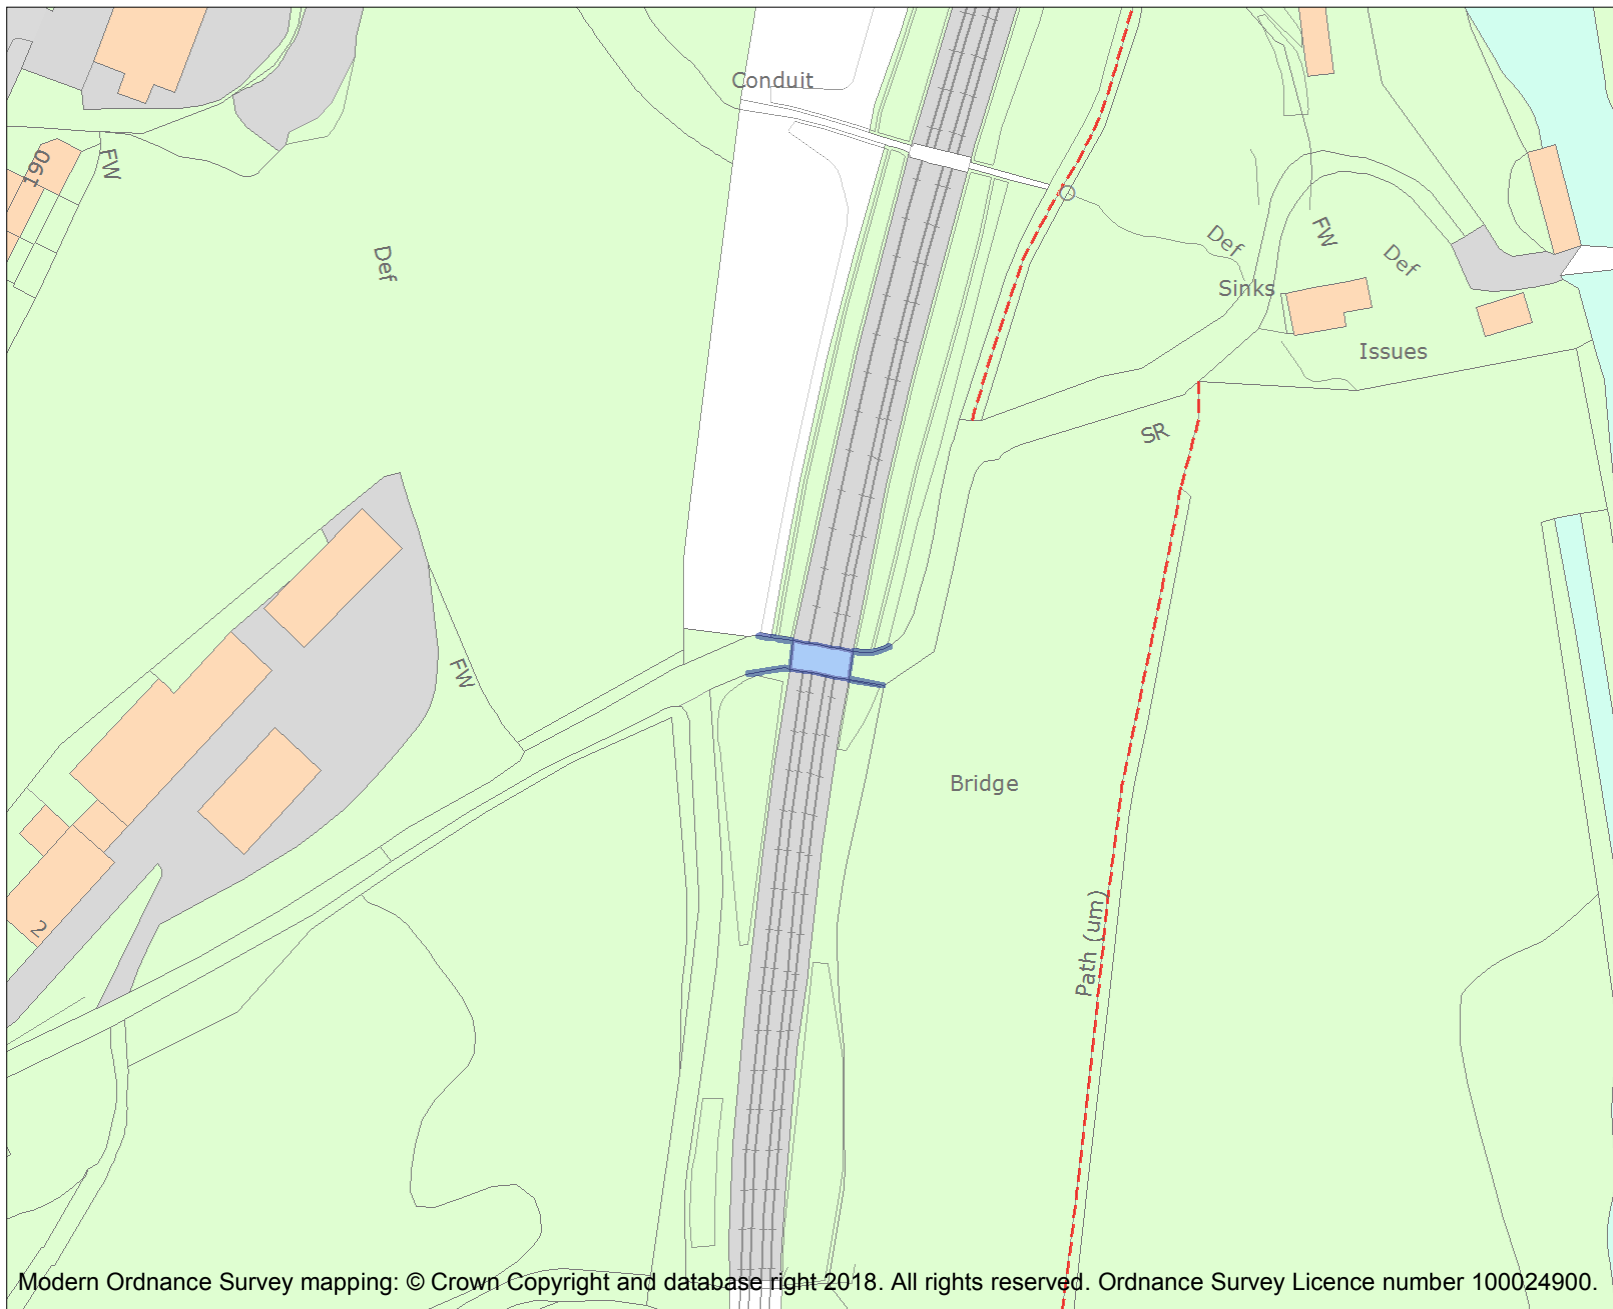 Conduit
190
FW
Def
Def
FW
Def
Sinks
Issues
SR
FW
Bridge
2
Path (um)
Modern Ordnance Survey mapping: © Crown Copyright and database right 2018. All rights reserved. Ordnance Survey Licence number 100024900.